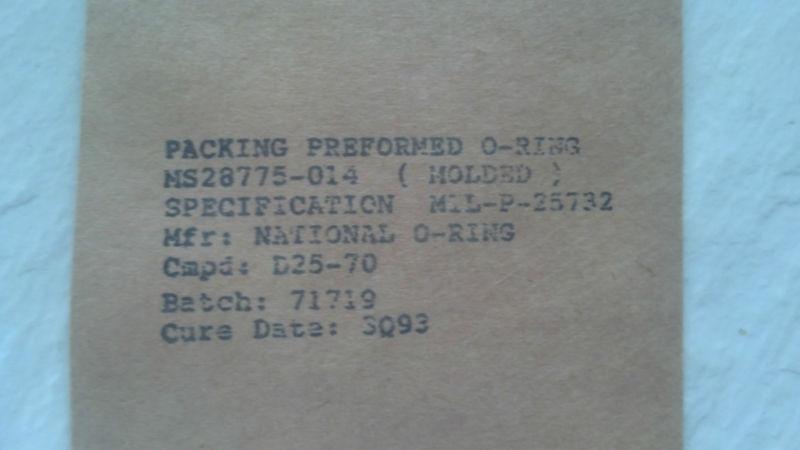 PACKING PREFORMED O-RING
MS28775-014 ( MOLDED )
SPECIFICATION MIL-P-25732
Mfr: NATIONAL O-RING
Cmpd: D25-70
Batch: 71719
Cure Date: 3Q93